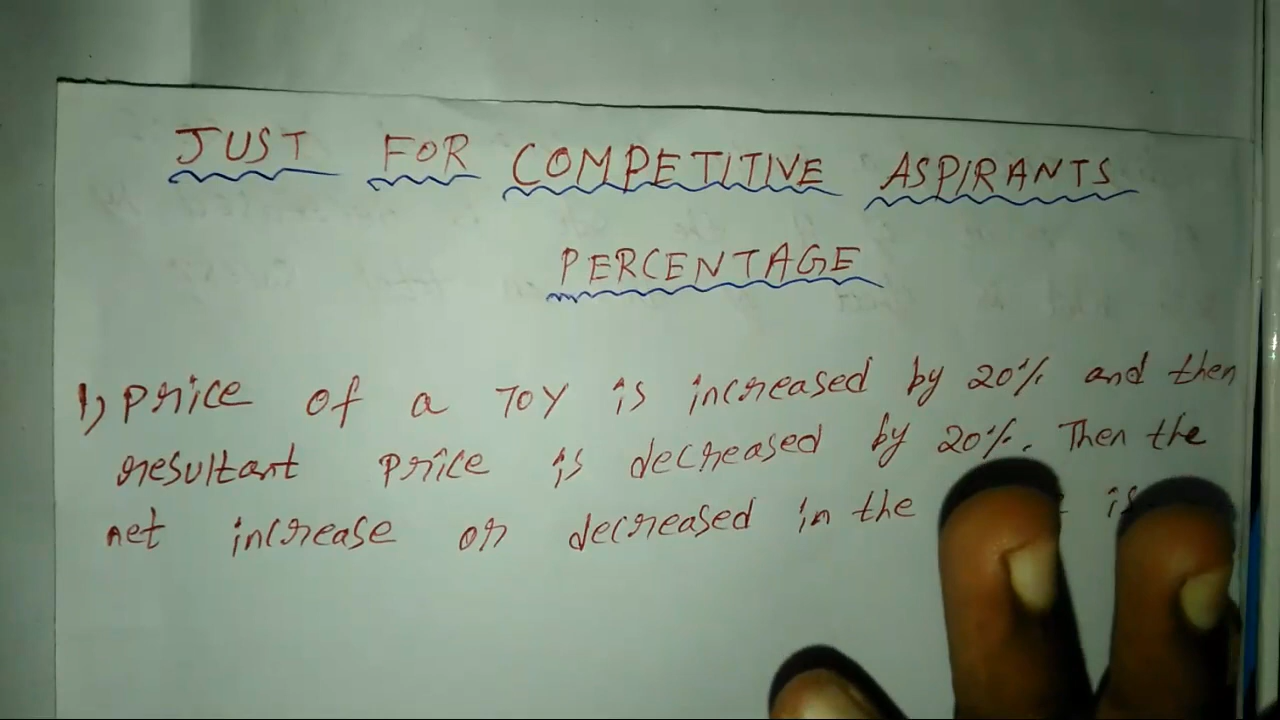 JUST FOR COMPETITIVE ASPIRANTS
PERCENTAGE
1) Price of a TOY is increased by 20% and then
resultant price is decreased by 20%. Then the
net increase or decreased in the is